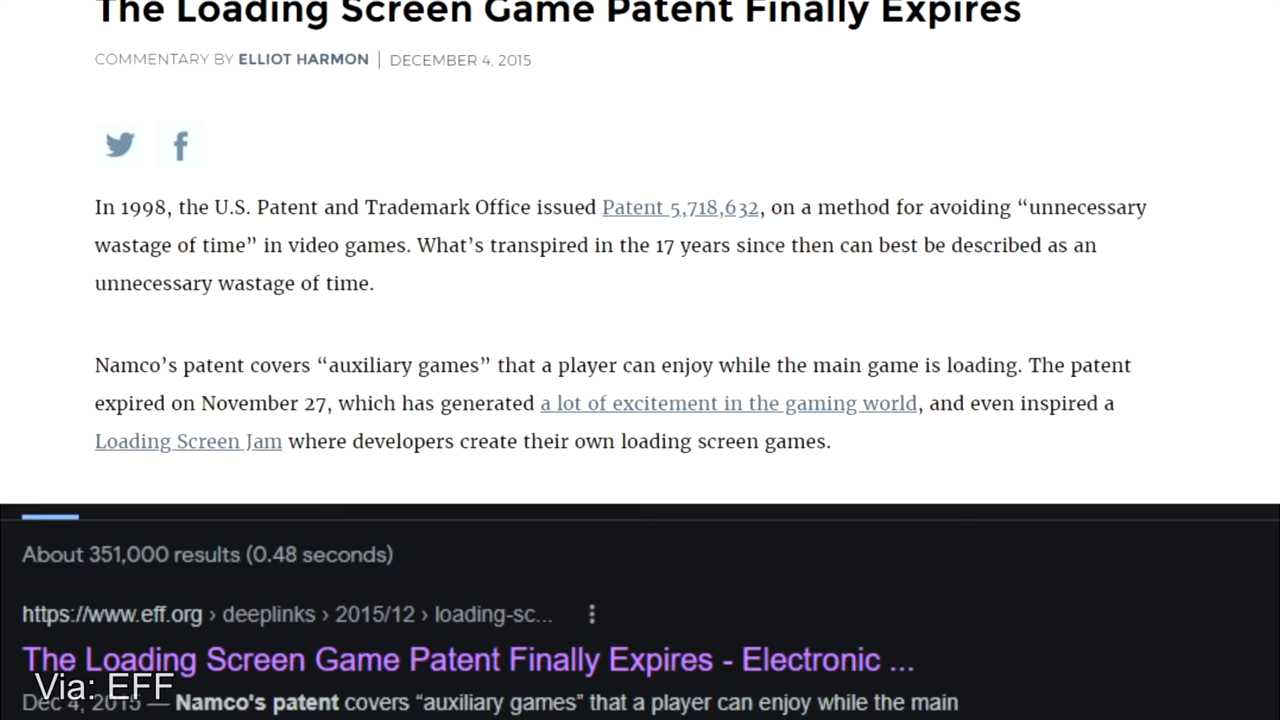 The Loading Screen Game Patent Finally Expires
COMMENTARY BY ELLIOT HARMON | DECEMBER 4, 2015
In 1998, the U.S. Patent and Trademark Office issued Patent 5,718,632, on a method for avoiding “unnecessary
wastage of time” in video games. What’s transpired in the 17 years since then can best be described as an
unnecessary wastage of time.
Namco’s patent covers “auxiliary games” that a player can enjoy while the main game is loading. The patent
expired on November 27, which has generated a lot of excitement in the gaming world, and even inspired a
Loading Screen Jam where developers create their own loading screen games.
About 351,000 results (0.48 seconds)
https://www.eff.org › deeplinks › 2015/12 › loading-sc...
The Loading Screen Game Patent Finally Expires - Electronic ...
Via: EFF
Dec 4, 2015 — Namco's patent covers “auxiliary games” that a player can enjoy while the main